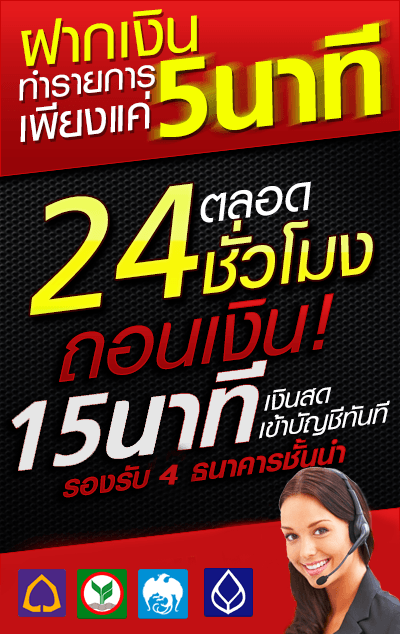 ฝากเงิน
ทำรายการ
เพียงแค่ 5นาที
24 ตลอด
ชั่วโมง
ถอนเงิน!
15นาที เงินสด
เข้าบัญชีทันที
รองรับ 4 ธนาคารชั้นนำ